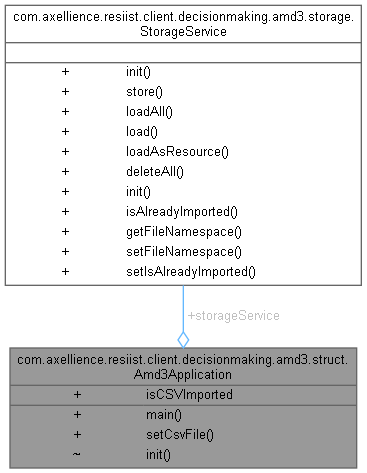 com.axellience.resiist.client.decisionmaking.amd3.storage.
StorageService
+ init()
+ store()
+ loadAll()
+ load()
+ loadAsResource()
+ deleteAll()
+ init()
+ isAlreadyImported()
+ getFileNamespace()
+ setFileNamespace()
+ setIsAlreadyImported()
+storageService
com.axellience.resiist.client.decisionmaking.amd3.struct.
Amd3Application
+ isCSVImported
+ main()
+ setCsvFile()
~ init()